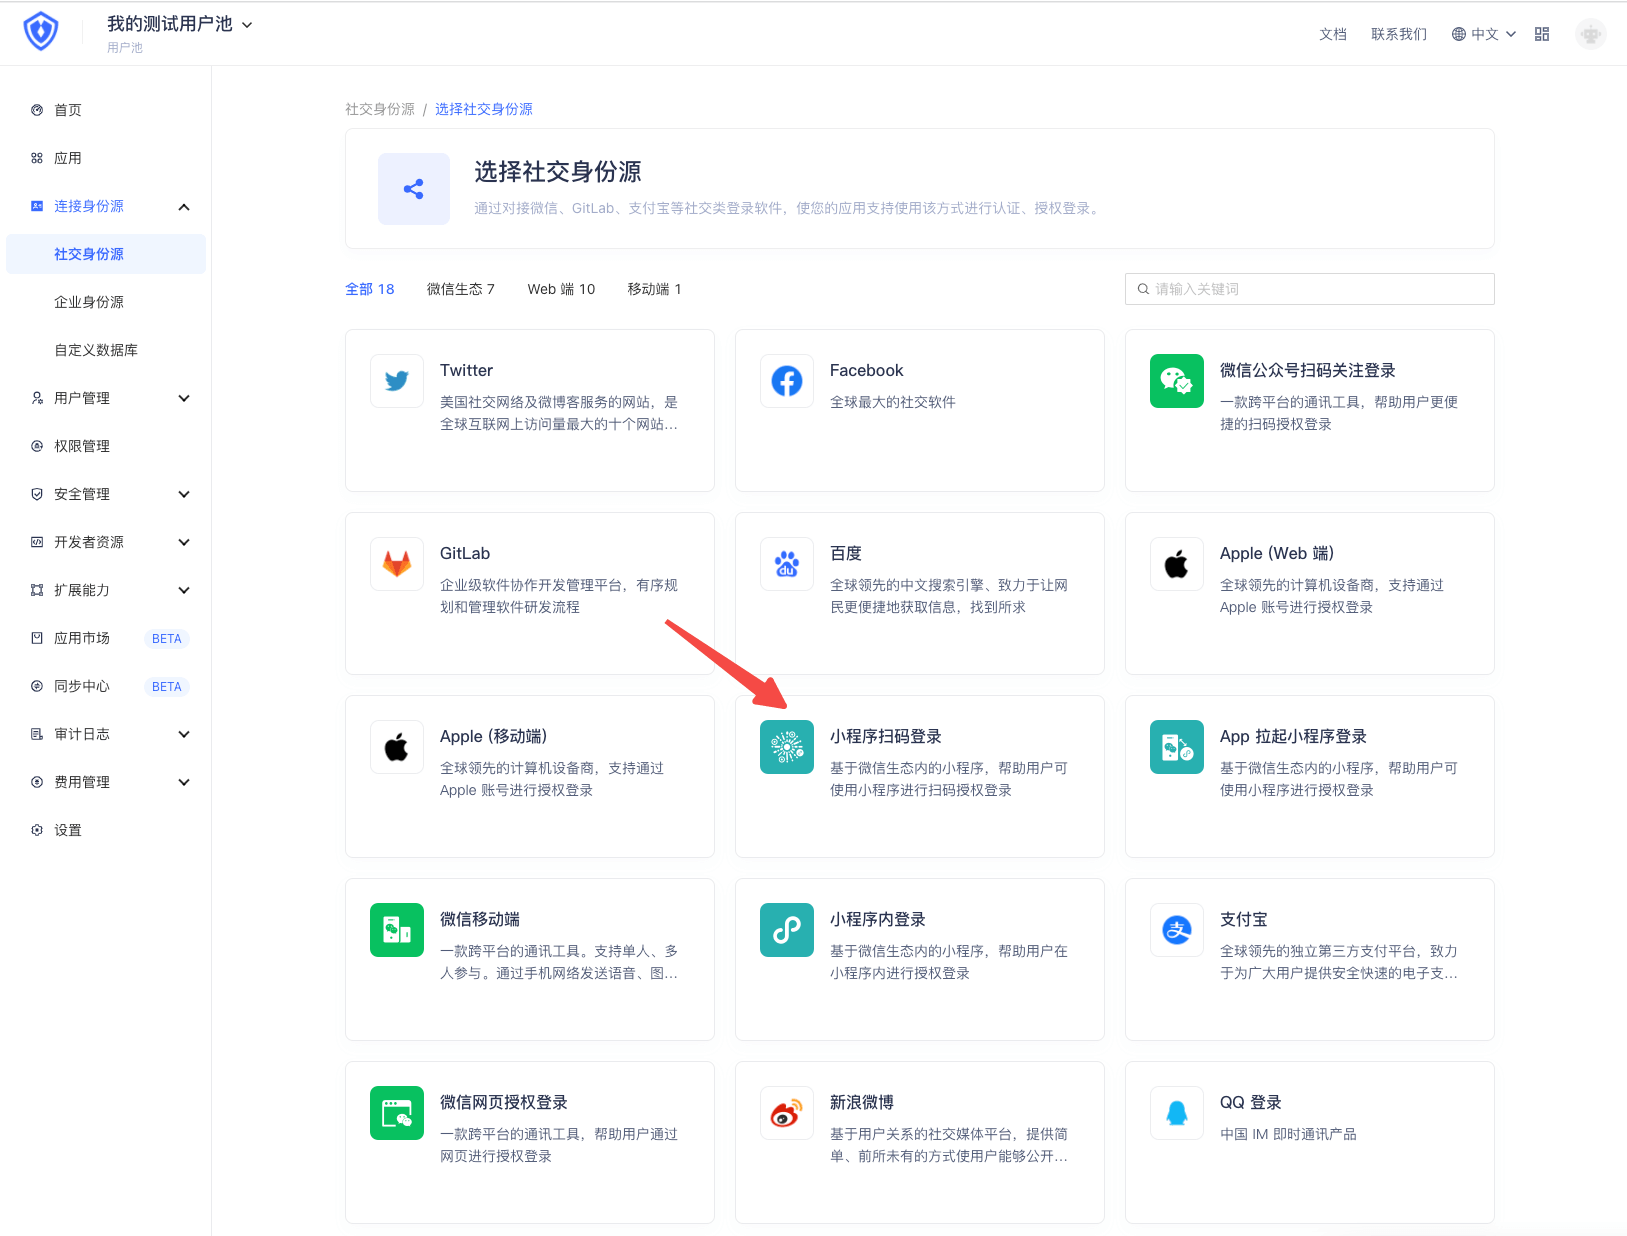 我的测试用户池
用户池
文档
联系我们
中文
首页
应用
连接身份源
社交身份源
企业身份源
自定义数据库
用户管理
权限管理
安全管理
开发者资源
扩展能力
应用市场 BETA
同步中心 BETA
审计日志
费用管理
设置
社交身份源 / 选择社交身份源
选择社交身份源
通过对接微信、GitLab、支付宝等社交类登录软件，使您的应用支持使用该方式进行认证、授权登录。
全部 18 微信生态 7 Web 端 10 移动端 1
请输入关键词
Twitter
美国社交网络及微博客服务的网站，是
全球互联网上访问量最大的十个网站...
Facebook
全球最大的社交软件
微信公众号扫码关注登录
一款跨平台的通讯工具，帮助用户更便
捷的扫码授权登录
GitLab
企业级软件协作开发管理平台，有序规
划和管理软件研发流程
du
百度
全球领先的中文搜索引擎、致力于让网
民更便捷地获取信息，找到所求
Apple (Web 端)
全球领先的计算机设备商，支持通过
Apple 账号进行授权登录
Apple (移动端)
全球领先的计算机设备商，支持通过
Apple 账号进行授权登录
小程序扫码登录
基于微信生态内的小程序，帮助用户可
使用小程序进行扫码授权登录
App 拉起小程序登录
基于微信生态内的小程序，帮助用户可
使用小程序进行授权登录
微信移动端
一款跨平台的通讯工具。支持单人、多
人参与。通过手机网络发送语音、图...
小程序内登录
基于微信生态内的小程序，帮助用户在
小程序内进行授权登录
支
支付宝
全球领先的独立第三方支付平台，致力
于为广大用户提供安全快速的电子支...
微信网页授权登录
一款跨平台的通讯工具，帮助用户通过
网页进行授权登录
新浪微博
基于用户关系的社交媒体平台，提供简
单、前所未有的方式使用户能够公开...
QQ 登录
中国 IM 即时通讯产品